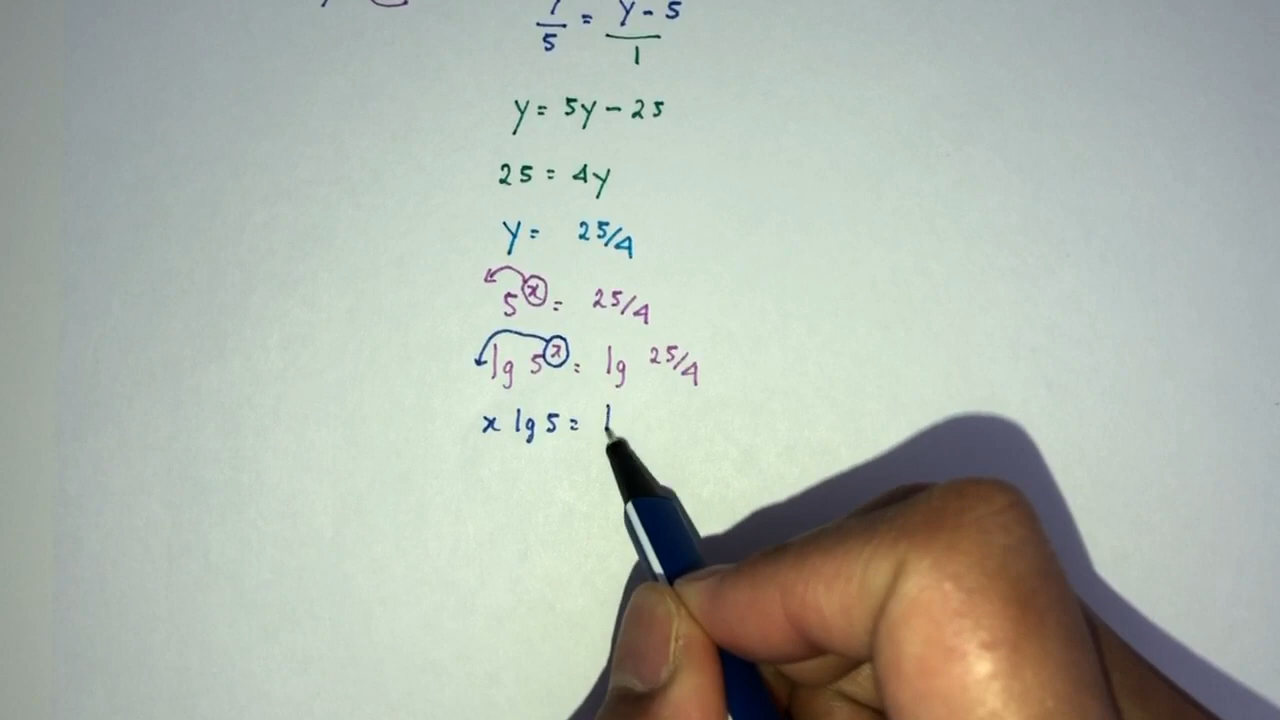 y/5 = y - 5/1
y = 5y - 25
25 = 4y
y = 25/4
5^x = 25/4
lg 5^x = lg 25/4
x lg 5 = l